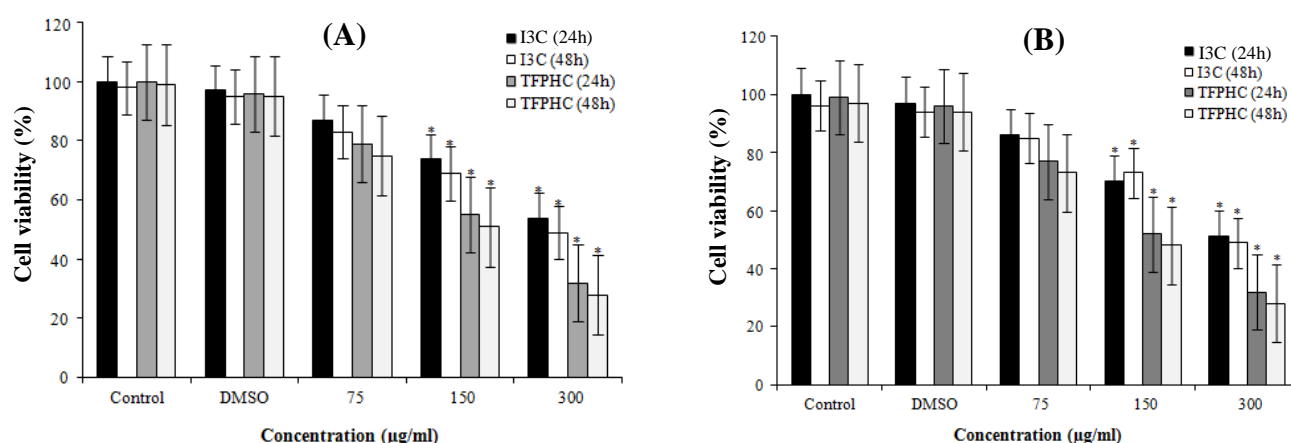 (A)
I3C (24h)
I3C (48h)
TFPHC (24h)
TFPHC (48h)
Cell viability (%)
120
100
80
60
40
20
0
* * * *
* * * *
Control DMSO 75 150 300
Concentration (µg/ml)
(B)
I3C (24h)
I3C (48h)
TFPHC (24h)
TFPHC (48h)
Cell viability (%)
120
100
80
60
40
20
0
* * * *
* * * *
Control DMSO 75 150 300
Concentration (µg/ml)